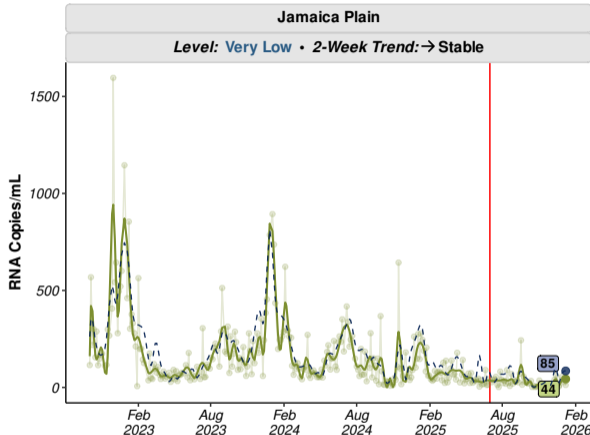 Jamaica Plain
Level: Very Low • 2-Week Trend:→Stable
RNA Copies/mL
1500
1000
500
0
85
44
Feb 2023
Aug 2023
Feb 2024
Aug 2024
Feb 2025
Aug 2025
Feb 2026